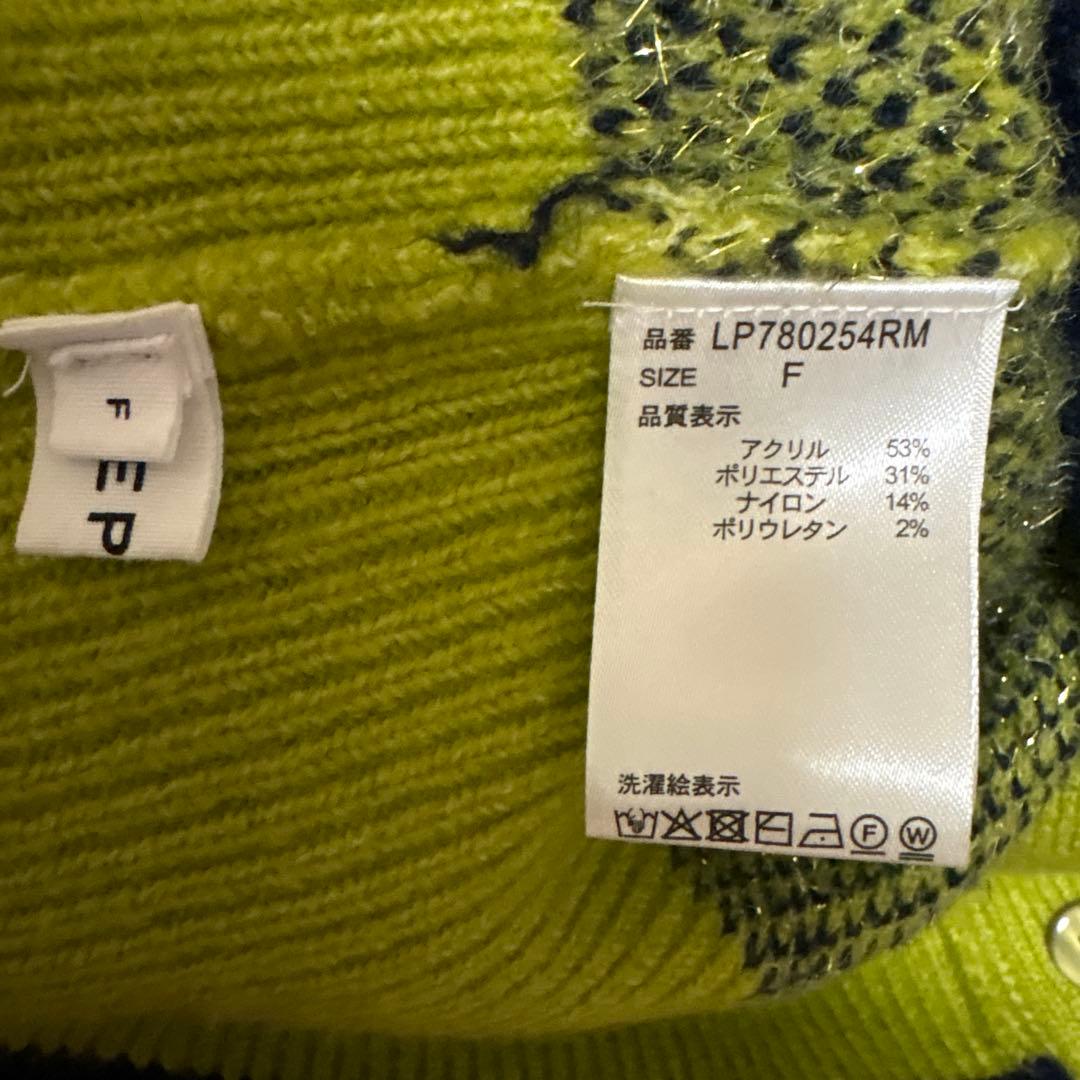 F
EP
品番 LP780254RM
SIZE F
品質表示
アクリル 53%
ポリエステル 31%
ナイロン 14%
ポリウレタン 2%
洗濯絵表示
F W